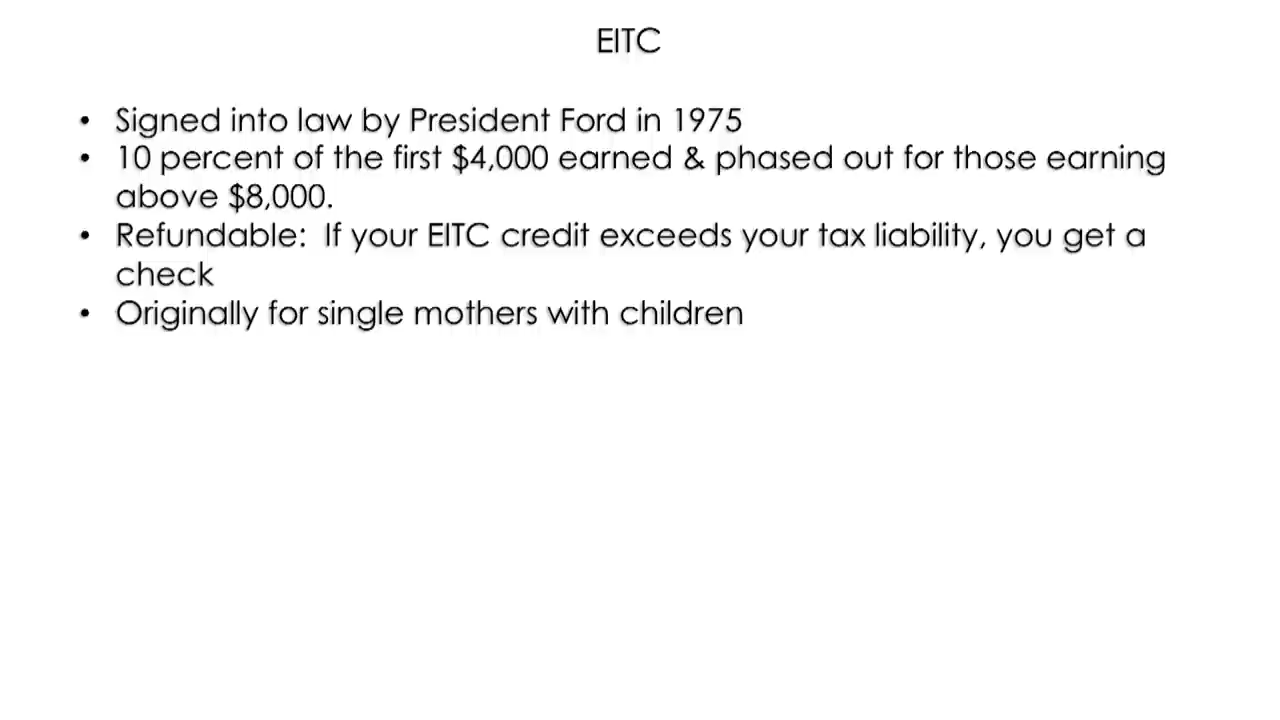 EITC
• Signed into law by President Ford in 1975
• 10 percent of the first $4,000 earned & phased out for those earning
above $8,000.
• Refundable:  If your EITC credit exceeds your tax liability, you get a
check
• Originally for single mothers with children